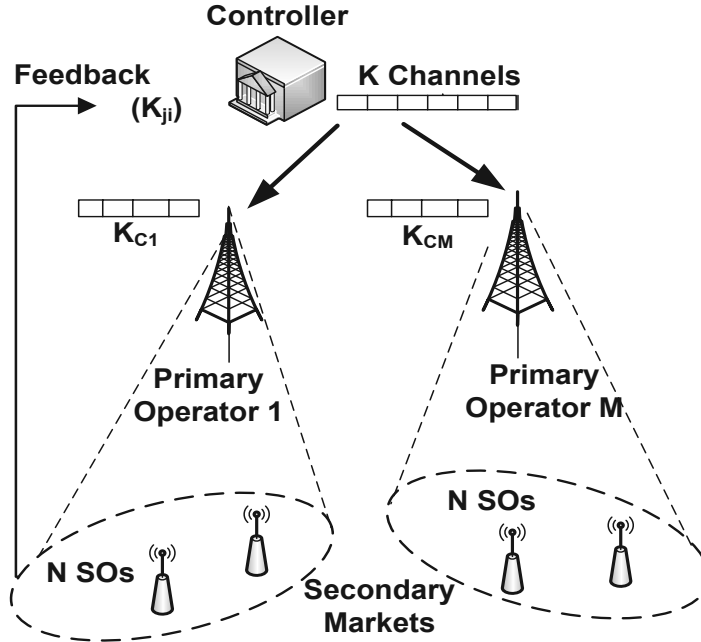 Controller
Feedback
(Kji)
K Channels
KC1
KCM
Primary
Operator 1
Primary
Operator M
N SOs
N SOs
Secondary
Markets